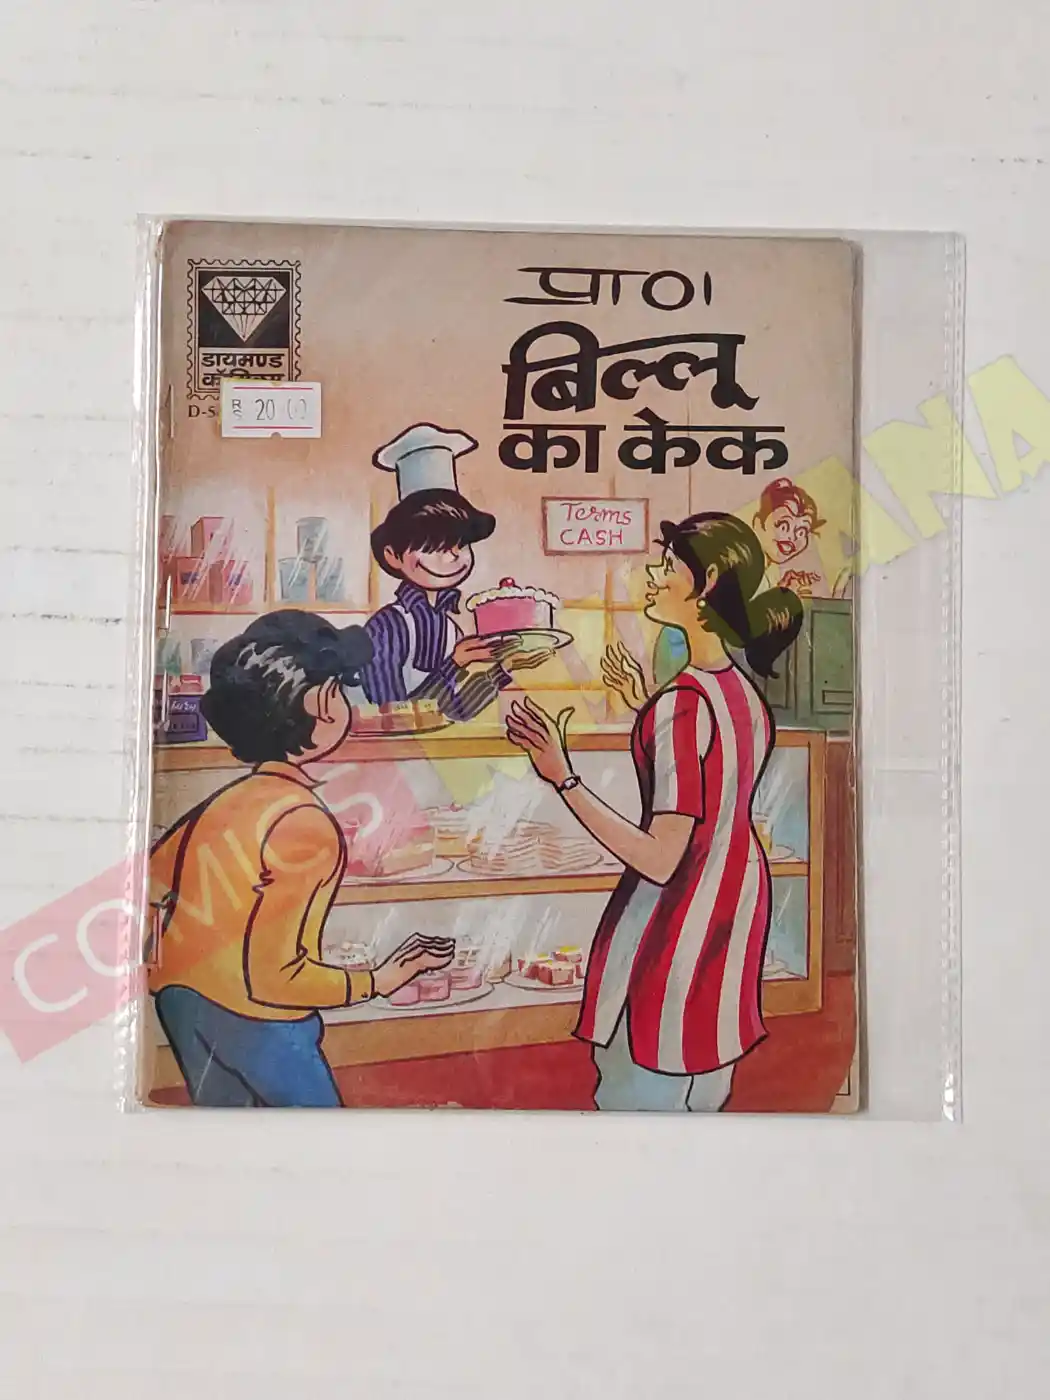 प्राण
बिल्लू
का केक
डायमण्ड
कॉमिक्स
RS 20.00
Terms
CASH
COMICS